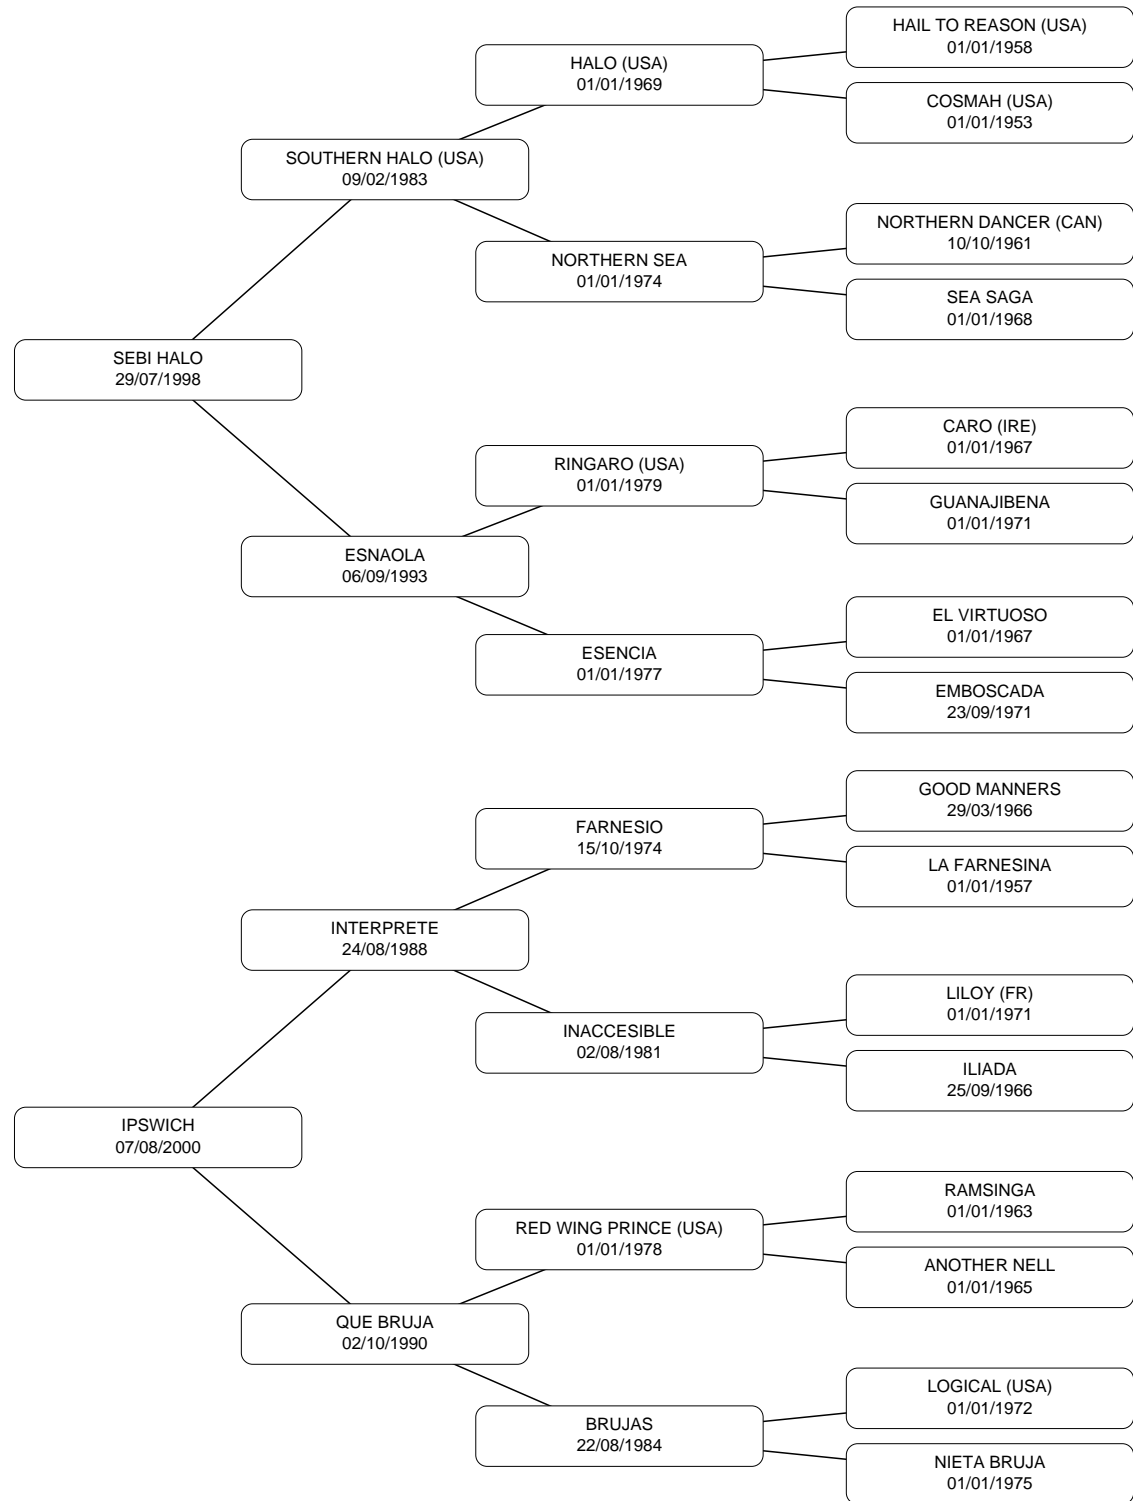 HAIL TO REASON (USA)
01/01/1958
HALO (USA)
01/01/1969
COSMAH (USA)
01/01/1953
SOUTHERN HALO (USA)
09/02/1983
NORTHERN DANCER (CAN)
10/10/1961
NORTHERN SEA
01/01/1974
SEA SAGA
01/01/1968
SEBI HALO
29/07/1998
CARO (IRE)
01/01/1967
RINGARO (USA)
01/01/1979
GUANAJIBENA
01/01/1971
ESNAOLA
06/09/1993
EL VIRTUOSO
01/01/1967
ESENCIA
01/01/1977
EMBOSCADA
23/09/1971
GOOD MANNERS
29/03/1966
FARNESIO
15/10/1974
LA FARNESINA
01/01/1957
INTERPRETE
24/08/1988
LILOY (FR)
01/01/1971
INACCESIBLE
02/08/1981
ILIADA
25/09/1966
IPSWICH
07/08/2000
RAMSINGA
01/01/1963
RED WING PRINCE (USA)
01/01/1978
ANOTHER NELL
01/01/1965
QUE BRUJA
02/10/1990
LOGICAL (USA)
01/01/1972
BRUJAS
22/08/1984
NIETA BRUJA
01/01/1975